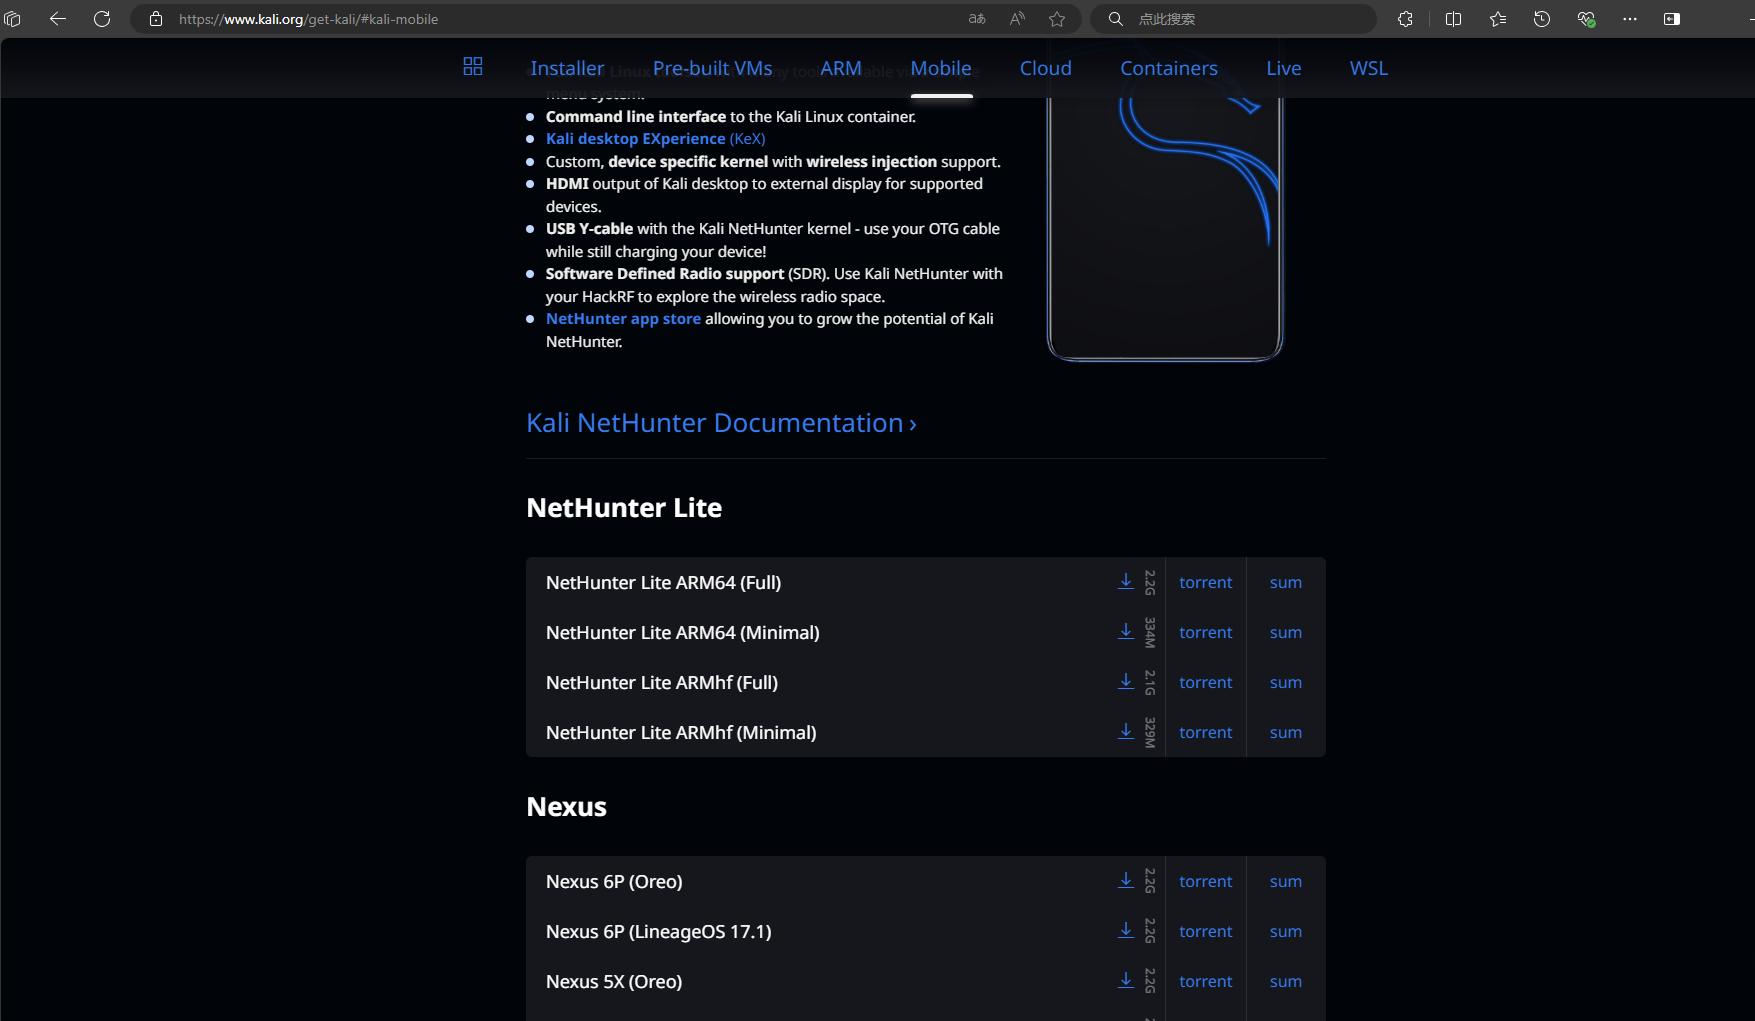 https://www.kali.org/get-kali/#kali-mobile
点此搜索
Installer
Pre-built VMs
ARM
Mobile
Cloud
Containers
Live
WSL
menu system.
Command line interface to the Kali Linux container.
Kali desktop EXperience (KeX)
Custom, device specific kernel with wireless injection support.
HDMI output of Kali desktop to external display for supported
devices.
USB Y-cable with the Kali NetHunter kernel - use your OTG cable
while still charging your device!
Software Defined Radio support (SDR). Use Kali NetHunter with
your HackRF to explore the wireless radio space.
NetHunter app store allowing you to grow the potential of Kali
NetHunter.
Kali NetHunter Documentation ›
NetHunter Lite
NetHunter Lite ARM64 (Full) 2.2G torrent sum
NetHunter Lite ARM64 (Minimal) 334M torrent sum
NetHunter Lite ARMhf (Full) 2.1G torrent sum
NetHunter Lite ARMhf (Minimal) 329M torrent sum
Nexus
Nexus 6P (Oreo) 2.2G torrent sum
Nexus 6P (LineageOS 17.1) 2.2G torrent sum
Nexus 5X (Oreo) 2.2G torrent sum